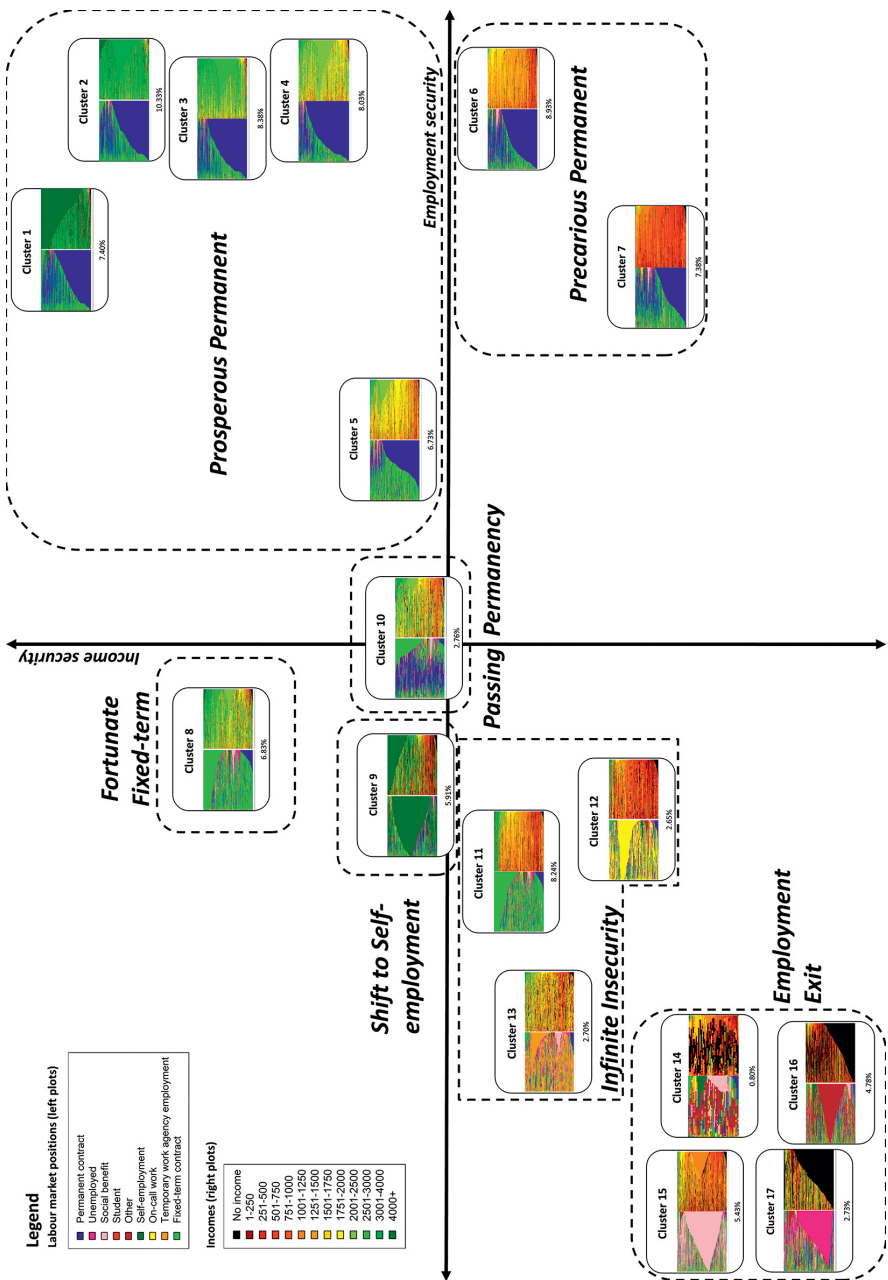 Legend
Labour market positions (left plots)
Permanent contract
Unemployed
Social benefit
Student
Other
Self-employment
On-call work
Temporary work agency employment
Fixed-term contract
Incomes (right plots)
No income
1-250
251-500
501-750
751-1000
1001-1250
1251-1500
1501-1750
1751-2000
2001-2500
2501-3000
3001-4000
4000+
Income security
Employment security
Fortunate
Fixed-term
Cluster 8
6.83%
Prosperous Permanent
Cluster 1
7.40%
Cluster 2
10.33%
Cluster 3
8.38%
Cluster 4
8.03%
Cluster 5
6.73%
Shift to Self-
employment
Cluster 9
5.91%
Passing Permanency
Cluster 10
2.76%
Infinite Insecurity
Cluster 11
8.24%
Cluster 12
2.65%
Cluster 13
2.70%
Precarious Permanent
Cluster 6
8.93%
Cluster 7
7.38%
Employment
Exit
Cluster 15
5.43%
Cluster 14
0.80%
Cluster 17
2.73%
Cluster 16
4.78%